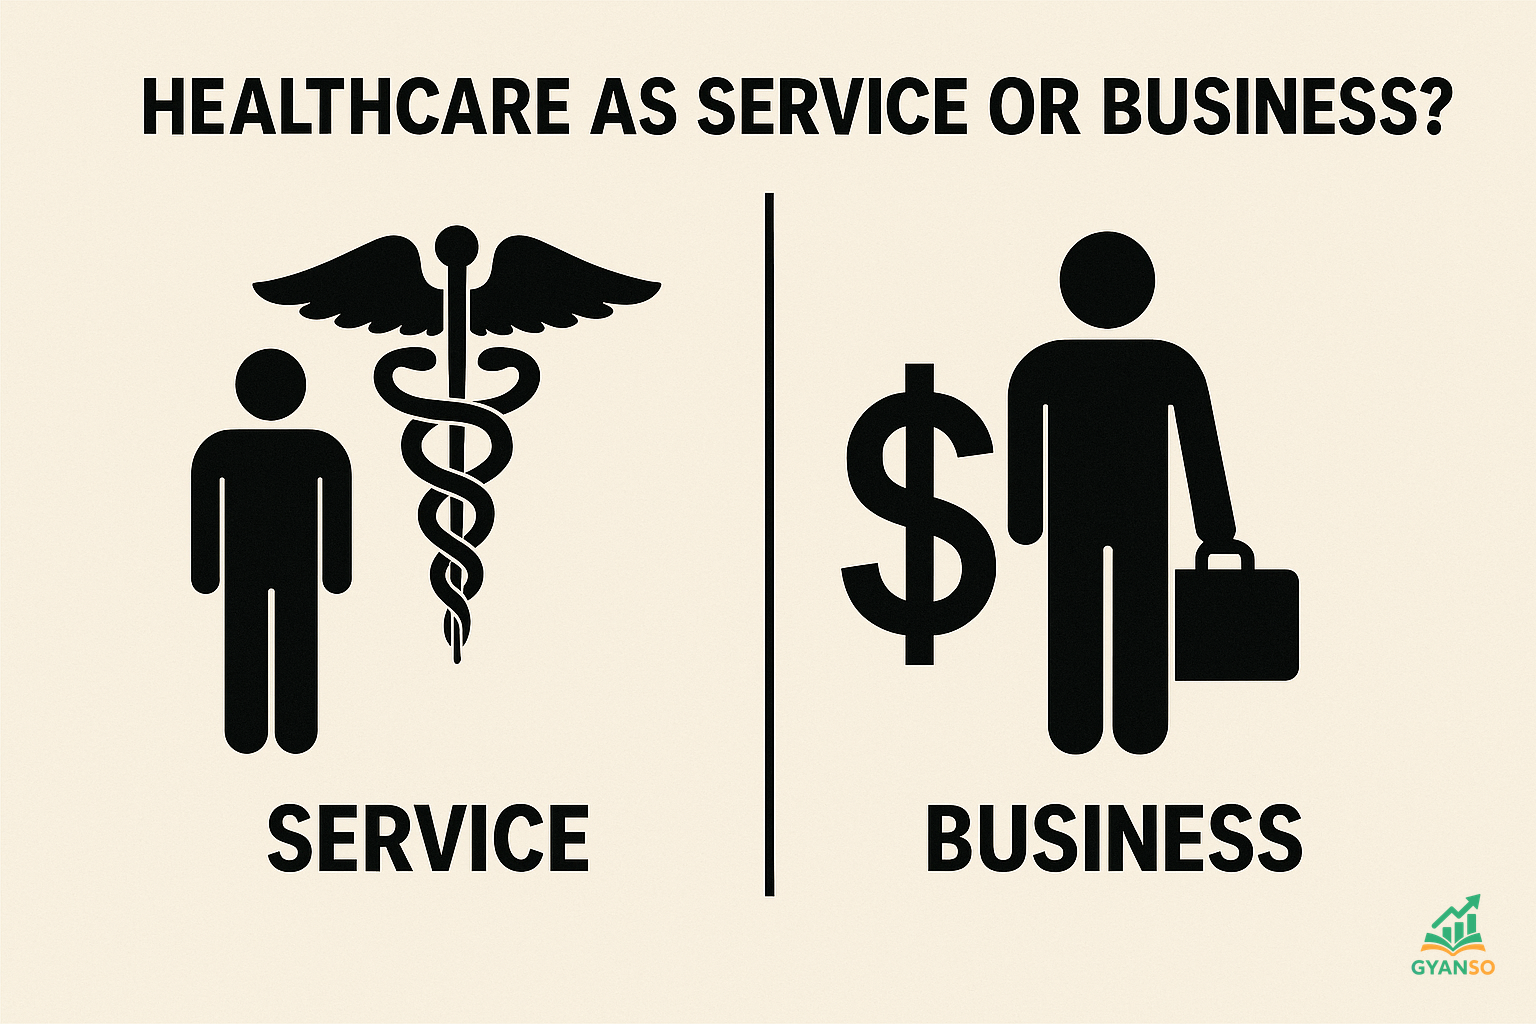 HEALTHCARE AS SERVICE OR BUSINESS?
$
SERVICE
BUSINESS
GYANSO